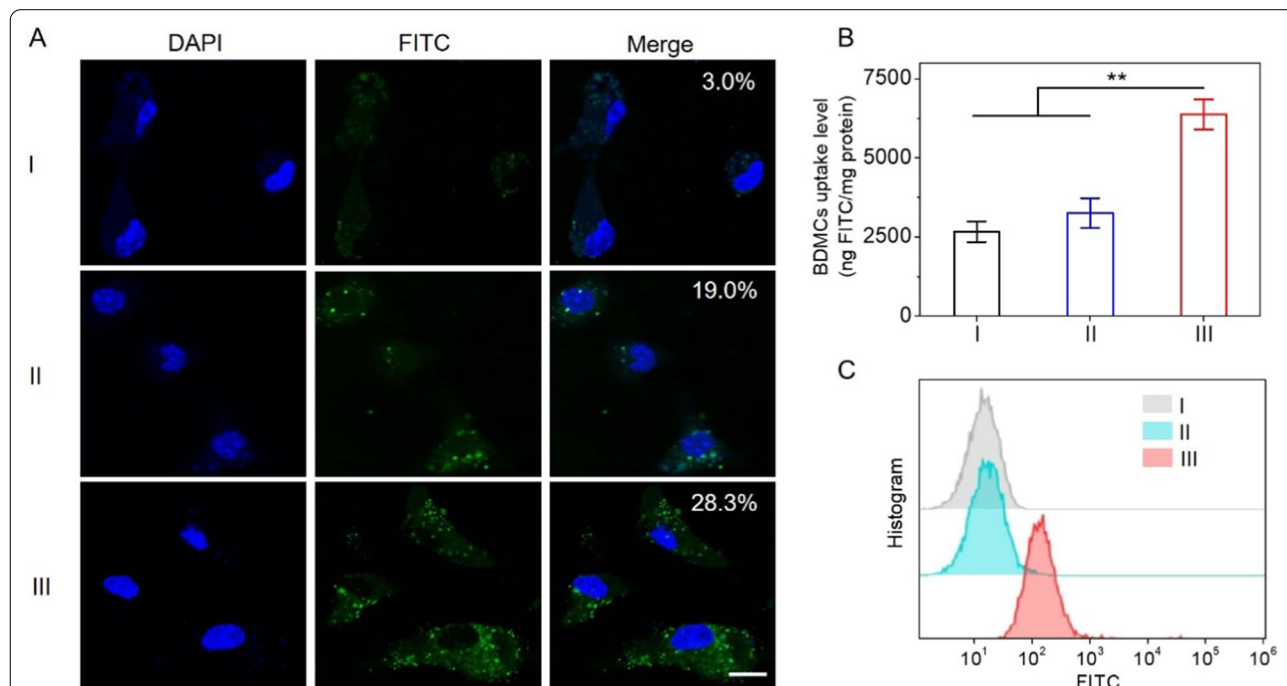 A
DAPI
FITC
Merge
I
3.0%
II
19.0%
III
28.3%
B
**
BDMCs uptake level
(ng FITC/mg protein)
7500
5000
2500
0
I
II
III
C
Histogram
I
II
III
10¹
10²
10³
10⁴
10⁵
10⁶
FITC